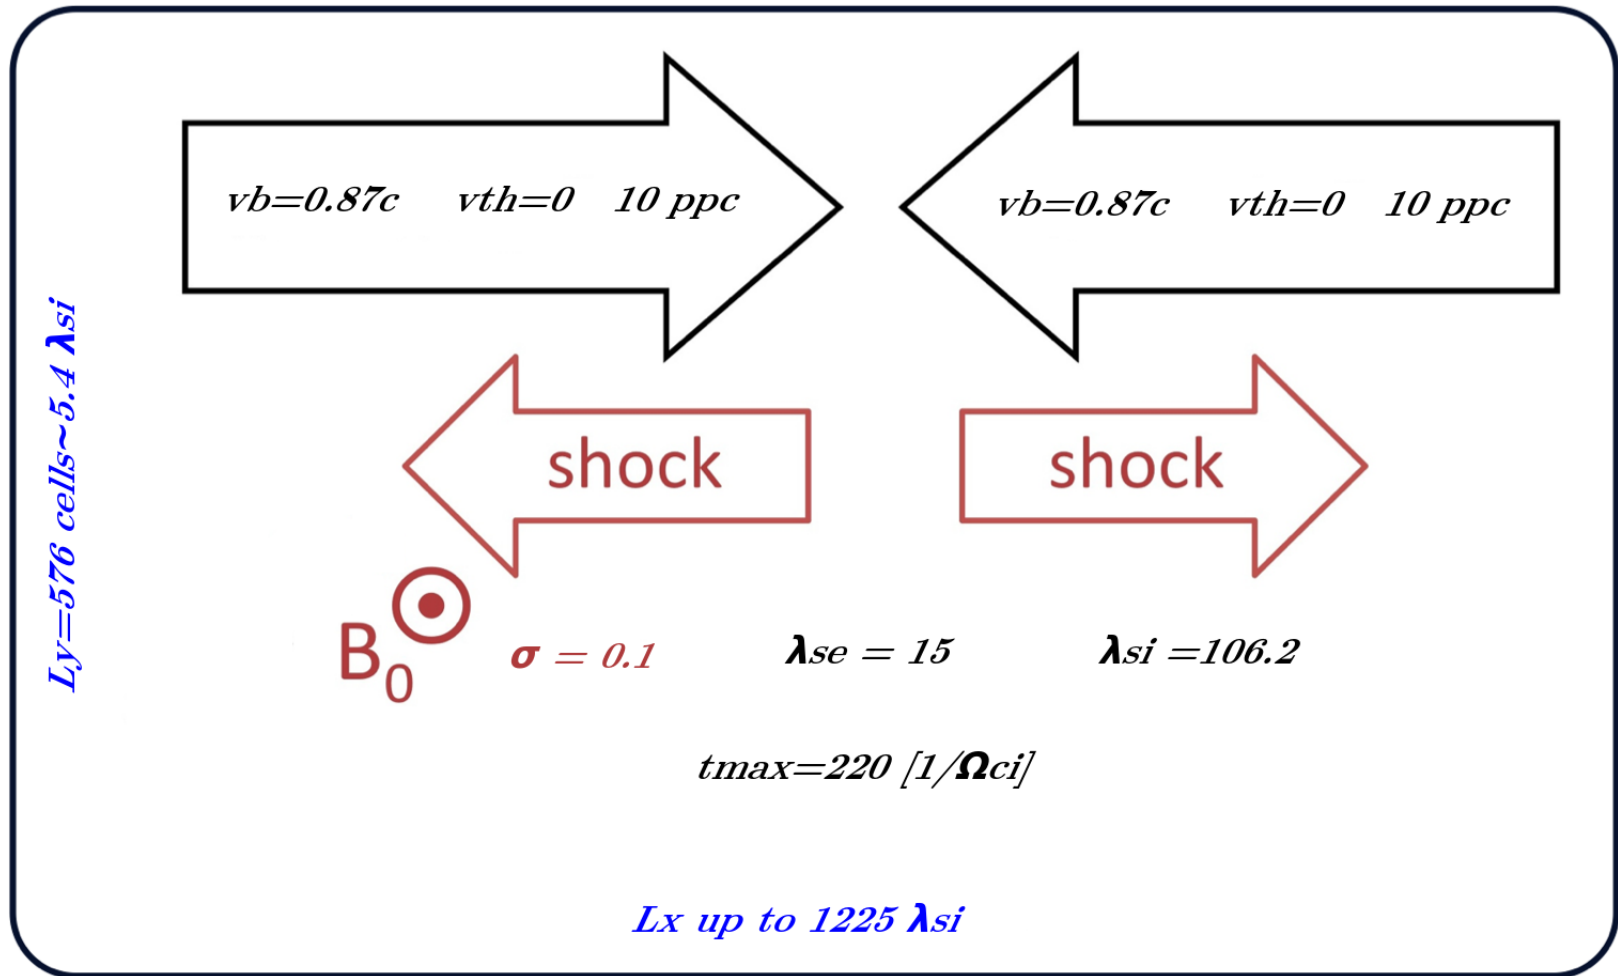 vb=0.87c vth=0 10 ppc
vb=0.87c vth=0 10 ppc
Ly=576 cells~5.4 λsi
shock
shock
B₀
σ = 0.1
λse = 15
λsi =106.2
tmax=220 [1/Ωci]
Lx up to 1225 λsi